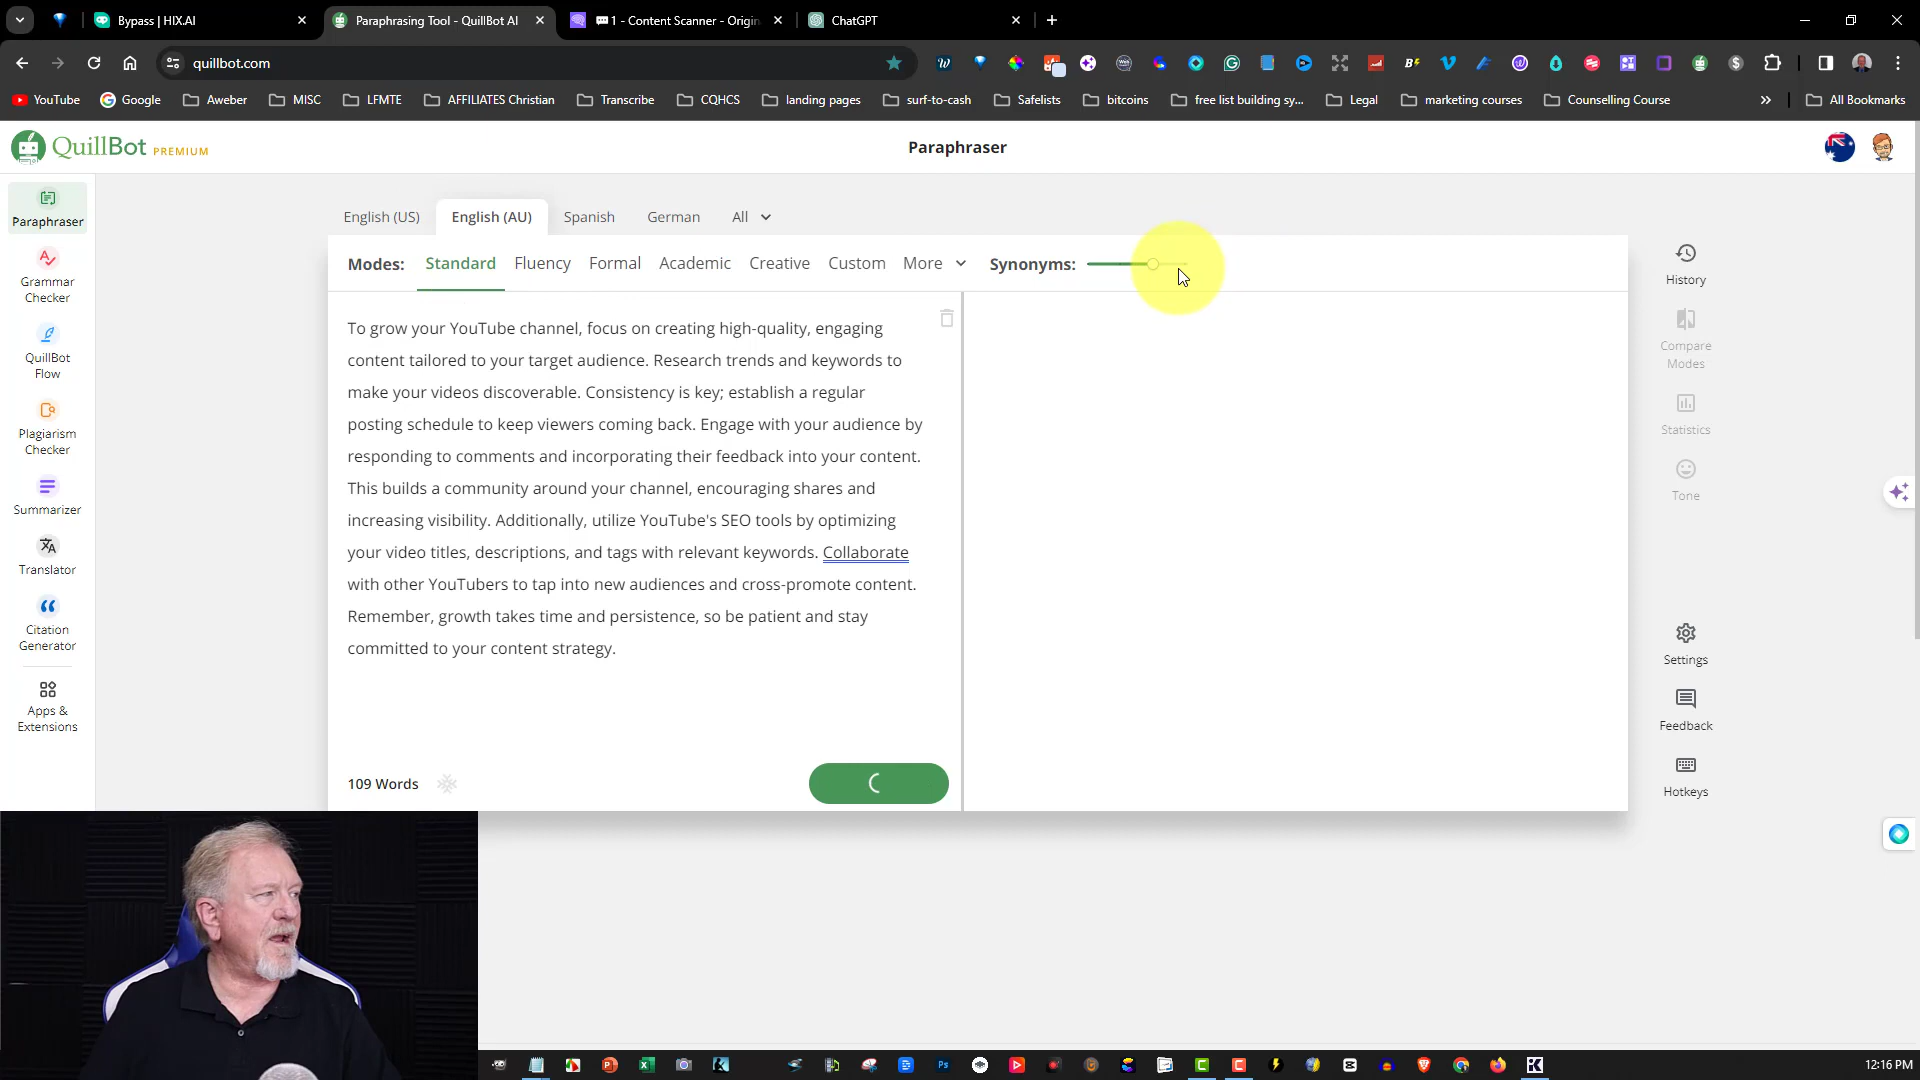 Bypass | HIX.AI
Paraphrasing Tool - QuillBot AI
1 - Content Scanner - Origin
ChatGPT
quillbot.com
YouTube
Google
Aweber
MISC
LFMTE
AFFILIATES Christian
Transcribe
CQHCS
landing pages
surf-to-cash
Safelists
bitcoins
free list building sy...
Legal
marketing courses
Counselling Course
All Bookmarks
QuillBot PREMIUM
Paraphraser
Paraphraser
Grammar
Checker
QuillBot
Flow
Plagiarism
Checker
Summarizer
Translator
Citation
Generator
Apps &
Extensions
English (US)
English (AU)
Spanish
German
All
Modes:
Standard
Fluency
Formal
Academic
Creative
Custom
More
Synonyms:
To grow your YouTube channel, focus on creating high-quality, engaging
content tailored to your target audience. Research trends and keywords to
make your videos discoverable. Consistency is key; establish a regular
posting schedule to keep viewers coming back. Engage with your audience by
responding to comments and incorporating their feedback into your content.
This builds a community around your channel, encouraging shares and
increasing visibility. Additionally, utilize YouTube's SEO tools by optimizing
your video titles, descriptions, and tags with relevant keywords. Collaborate
with other YouTubers to tap into new audiences and cross-promote content.
Remember, growth takes time and persistence, so be patient and stay
committed to your content strategy.
109 Words
History
Compare
Modes
Statistics
Tone
Settings
Feedback
Hotkeys
12:16 PM